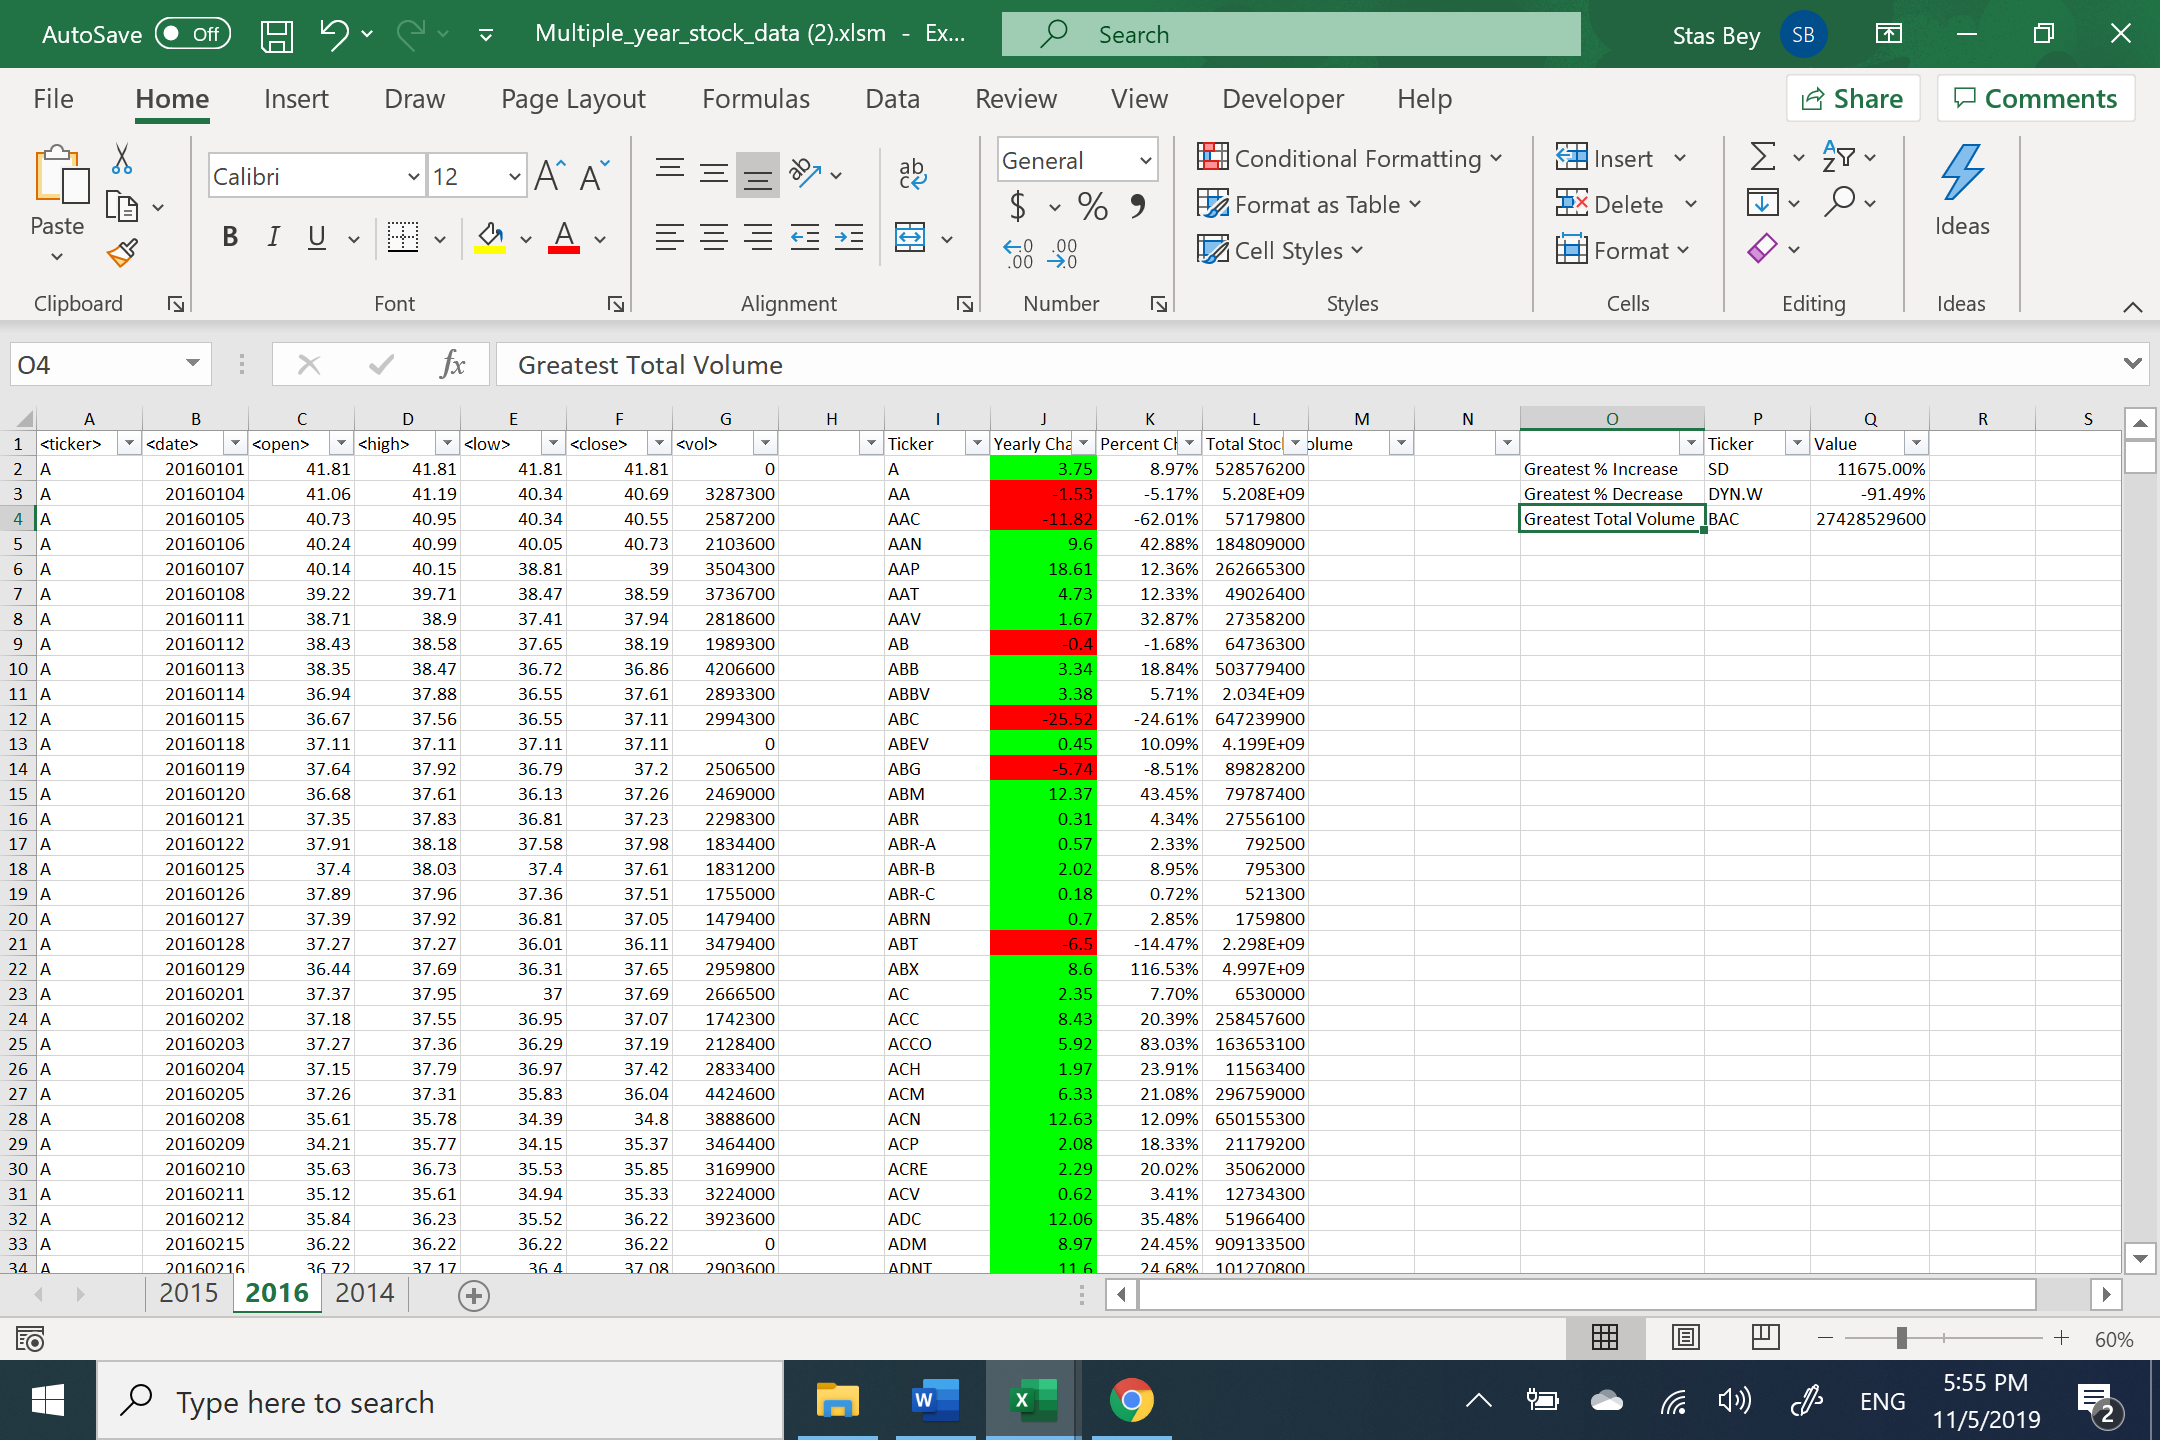 AutoSave Off Multiple_year_stock_data (2).xlsm - Ex... Search Stas Bey SB
File Home Insert Draw Page Layout Formulas Data Review View Developer Help Share Comments
Paste Calibri 12 General Conditional Formatting Insert Ideas
B I U $ % Format as Table Delete
Cell Styles Format
Clipboard Font Alignment Number Styles Cells Editing Ideas
O4 fx Greatest Total Volume
A B C D E F G H I J K L M N O P Q R S
1 <ticker> <date> <open> <high> <low> <close> <vol> Ticker Yearly Cha Percent Ch Total Stoc olume Ticker Value
2 A 20160101 41.81 41.81 41.81 41.81 0 A 3.75 8.97% 528576200 Greatest % Increase SD 11675.00%
3 A 20160104 41.06 41.19 40.34 40.69 3287300 AA -1.53 -5.17% 5.208E+09 Greatest % Decrease DYN.W -91.49%
4 A 20160105 40.73 40.95 40.34 40.55 2587200 AAC -11.82 -62.01% 57179800 Greatest Total Volume BAC 27428529600
5 A 20160106 40.24 40.99 40.05 40.73 2103600 AAN 9.6 42.88% 184809000
6 A 20160107 40.14 40.15 38.81 39 3504300 AAP 18.61 12.36% 262665300
7 A 20160108 39.22 39.71 38.47 38.59 3736700 AAT 4.73 12.33% 49026400
8 A 20160111 38.71 38.9 37.41 37.94 2818600 AAV 1.67 32.87% 27358200
9 A 20160112 38.43 38.58 37.65 38.19 1989300 AB -0.4 -1.68% 64736300
10 A 20160113 38.35 38.47 36.72 36.86 4206600 ABB 3.34 18.84% 503779400
11 A 20160114 36.94 37.88 36.55 37.61 2893300 ABBV 3.38 5.71% 2.034E+09
12 A 20160115 36.67 37.56 36.55 37.11 2994300 ABC -25.52 -24.61% 647239900
13 A 20160118 37.11 37.11 37.11 37.11 0 ABEV 0.45 10.09% 4.199E+09
14 A 20160119 37.64 37.92 36.79 37.2 2506500 ABG -5.74 -8.51% 89828200
15 A 20160120 36.68 37.61 36.13 37.26 2469000 ABM 12.37 43.45% 79787400
16 A 20160121 37.35 37.83 36.81 37.23 2298300 ABR 0.31 4.34% 27556100
17 A 20160122 37.91 38.18 37.58 37.98 1834400 ABR-A 0.57 2.33% 792500
18 A 20160125 37.4 38.03 37.4 37.61 1831200 ABR-B 2.02 8.95% 795300
19 A 20160126 37.89 37.96 37.36 37.51 1755000 ABR-C 0.18 0.72% 521300
20 A 20160127 37.39 37.92 36.81 37.05 1479400 ABRN 0.7 2.85% 1759800
21 A 20160128 37.27 37.27 36.01 36.11 3479400 ABT -6.5 -14.47% 2.298E+09
22 A 20160129 36.44 37.69 36.31 37.65 2959800 ABX 8.6 116.53% 4.997E+09
23 A 20160201 37.37 37.95 37 37.69 2666500 AC 2.35 7.70% 6530000
24 A 20160202 37.18 37.55 36.95 37.07 1742300 ACC 8.43 20.39% 258457600
25 A 20160203 37.27 37.36 36.29 37.19 2128400 ACCO 5.92 83.03% 163653100
26 A 20160204 37.15 37.79 36.97 37.42 2833400 ACH 1.97 23.91% 11563400
27 A 20160205 37.26 37.31 35.83 36.04 4424600 ACM 6.33 21.08% 296759000
28 A 20160208 35.61 35.78 34.39 34.8 3888600 ACN 12.63 12.09% 650155300
29 A 20160209 34.21 35.77 34.15 35.37 3464400 ACP 2.08 18.33% 21179200
30 A 20160210 35.63 36.73 35.53 35.85 3169900 ACRE 2.29 20.02% 35062000
31 A 20160211 35.12 35.61 34.94 35.33 3224000 ACV 0.62 3.41% 12734300
32 A 20160212 35.84 36.23 35.52 36.22 3923600 ADC 12.06 35.48% 51966400
33 A 20160215 36.22 36.22 36.22 36.22 0 ADM 8.97 24.45% 909133500
34 A 20160216 36.72 37.17 36.4 37.08 2903600 ADNT 11.6 24.68% 101270800
2015 2016 2014
60%
Type here to search ENG 5:55 PM
11/5/2019 2